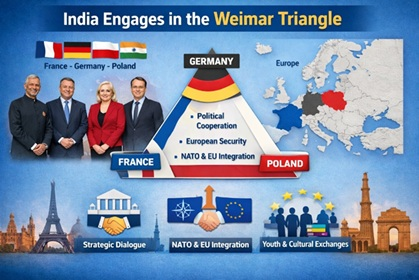 India Engages in the Weimar Triangle
France - Germany - Poland
Europe
GERMANY
• Political
Cooperation
• European Security
• NATO & EU Integration
FRANCE
POLAND
Strategic Dialogue
NATO & EU Integration
Youth & Cultural Exchanges